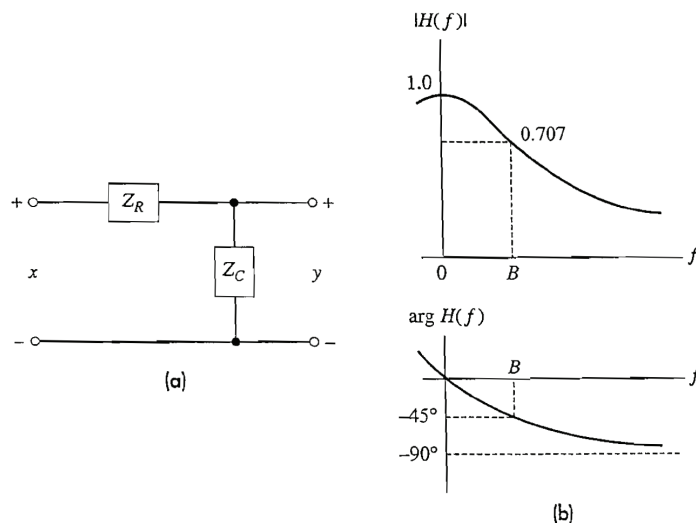 + Z_R +
x Z_C y
− −
(a)
|H(f)|
1.0
0.707
0 B f
arg H(f)
B
f
−45°
−90°
(b)